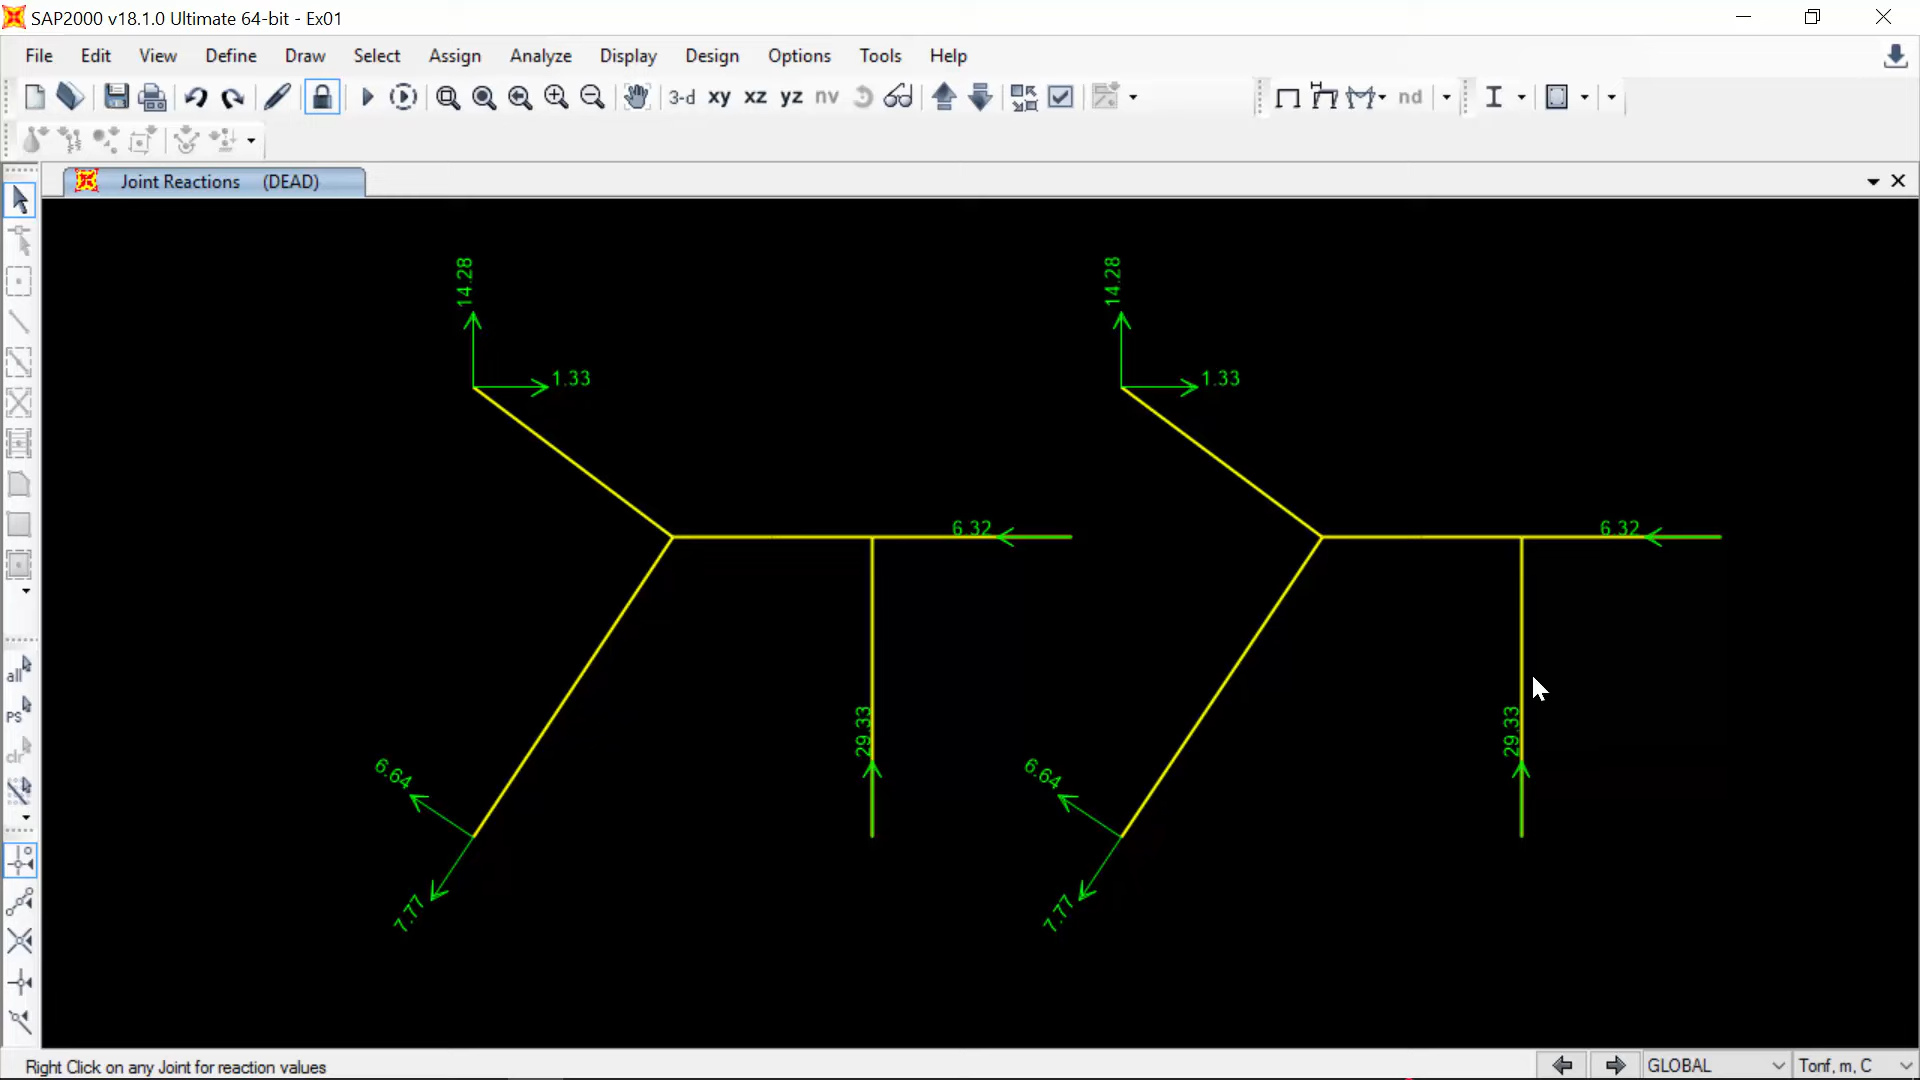 SAP2000 v18.1.0 Ultimate 64-bit - Ex01
File Edit View Define Draw Select Assign Analyze Display Design Options Tools Help
3-d xy xz yz nv nd
Joint Reactions (DEAD)
14.28 14.28
1.33 1.33
6.32 6.32
all
29.33 29.33
PS
clr
6.64 6.64
7.77 7.77
Right Click on any Joint for reaction values GLOBAL Tonf, m, C